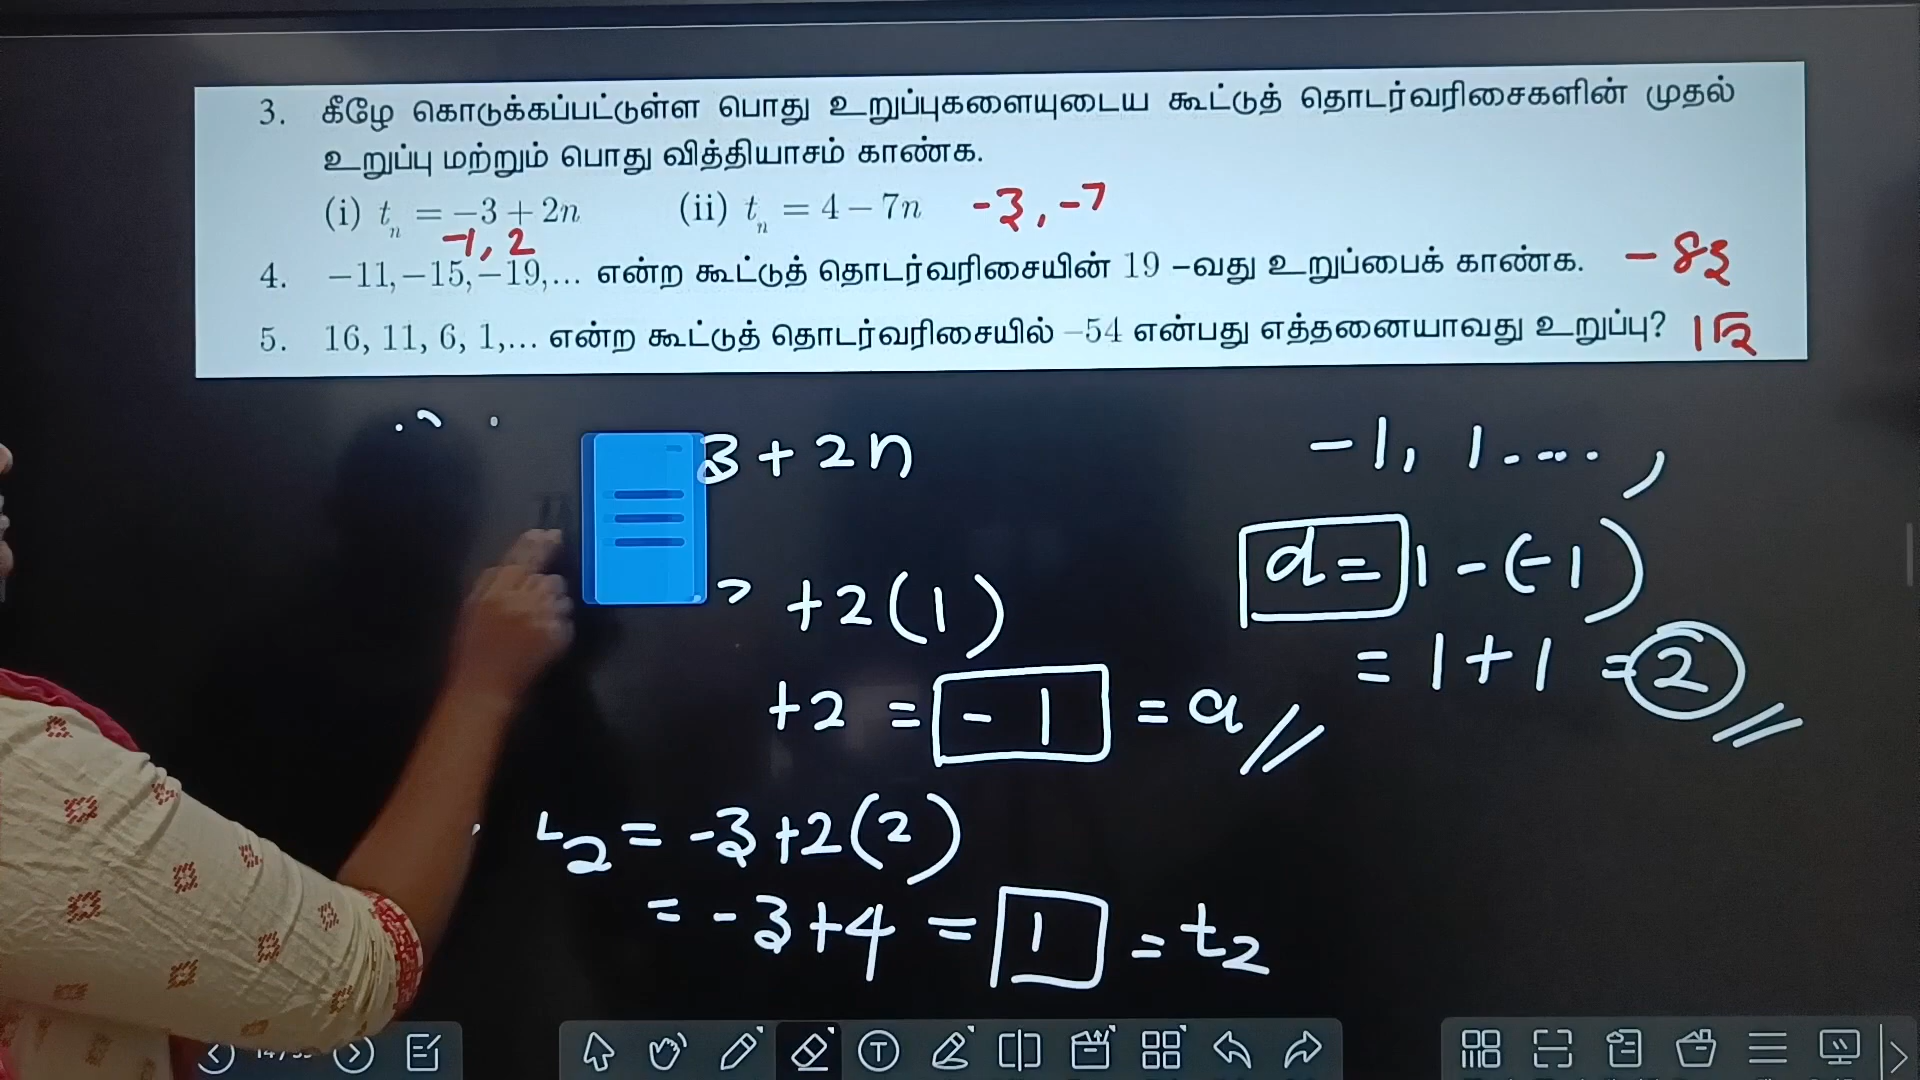 3. கீழே கொடுக்கப்பட்டுள்ள பொது உறுப்புகளையுடைய கூட்டுத் தொடர்வரிசைகளின் முதல்
உறுப்பு மற்றும் பொது வித்தியாசம் காண்க.
(i) tₙ = −3 + 2n (ii) tₙ = 4 − 7n -3, -7
-1, 2
4. −11, −15, −19,... என்ற கூட்டுத் தொடர்வரிசையின் 19 –வது உறுப்பைக் காண்க. -83
5. 16, 11, 6, 1,... என்ற கூட்டுத் தொடர்வரிசையில் –54 என்பது எத்தனையாவது உறுப்பு? 15
3 + 2n
+2(1)
+2 = -1 = a //
t2 = -3+2(2)
= -3+4 = 1 = t2
-1, 1 .... ,
d= 1-(-1)
= 1+1 = 2 //